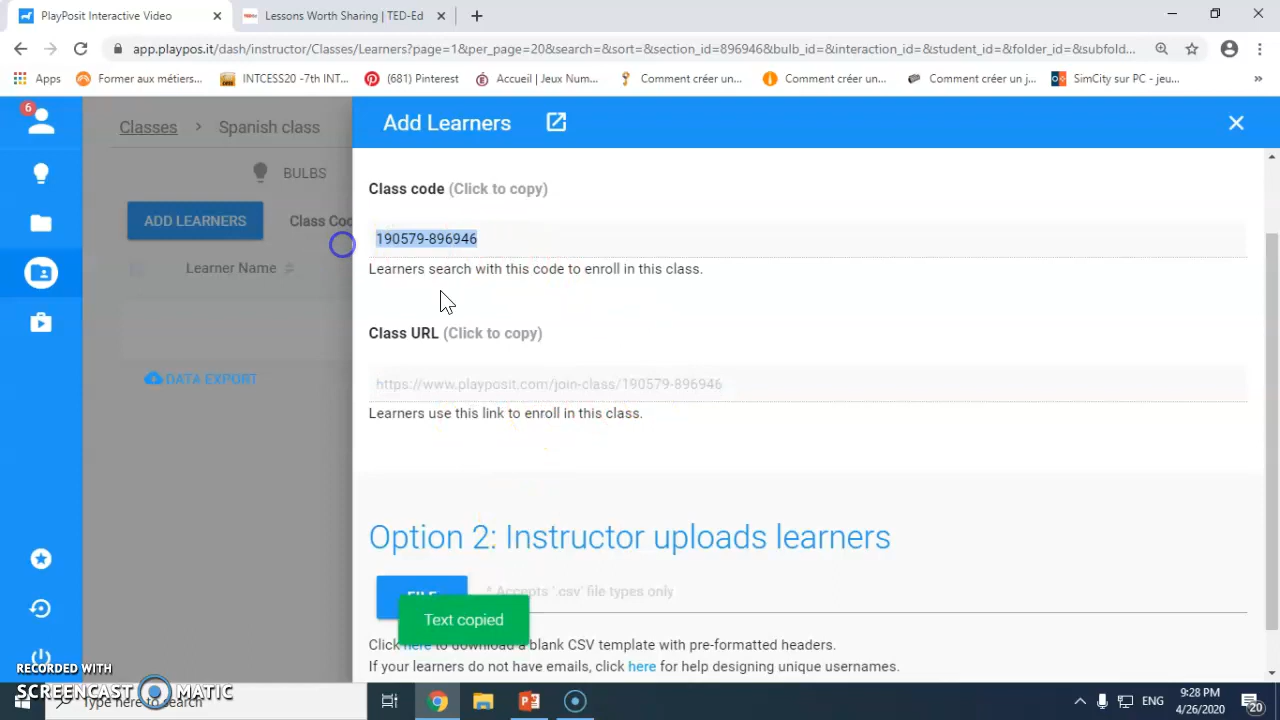 PlayPosit Interactive Video
Lessons Worth Sharing | TED-Ed
app.playpos.it/dash/instructor/Classes/Learners?page=1&per_page=20&search=&sort=&section_id=896946&bulb_id=&interaction_id=&student_id=&folder_id=&subfold...
Apps
Former aux métiers...
INTCESS20 -7th INT...
(681) Pinterest
Accueil | Jeux Num...
Comment créer un...
Comment créer un...
Comment créer un j...
SimCity sur PC - jeu...
»
6
Classes > Spanish class
Add Learners
BULBS
Class code (Click to copy)
ADD LEARNERS
Class Cod
190579-896946
Learner Name
Learners search with this code to enroll in this class.
Class URL (Click to copy)
DATA EXPORT
https://www.playposit.com/join-class/190579-896946
Learners use this link to enroll in this class.
Option 2: Instructor uploads learners
FILE
* Accepts '.csv' file types only
Text copied
Click here to download a blank CSV template with pre-formatted headers.
If your learners do not have emails, click here for help designing unique usernames.
RECORDED WITH
SCREENCAST MATIC
Type here to search
ENG
9:28 PM
4/26/2020
20